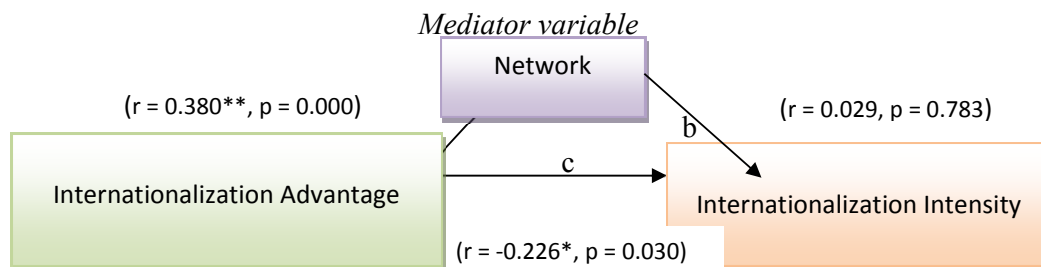 Mediator variable
Network
(r = 0.380**, p = 0.000)
(r = 0.029, p = 0.783)
b
c
Internationalization Advantage
Internationalization Intensity
(r = -0.226*, p = 0.030)